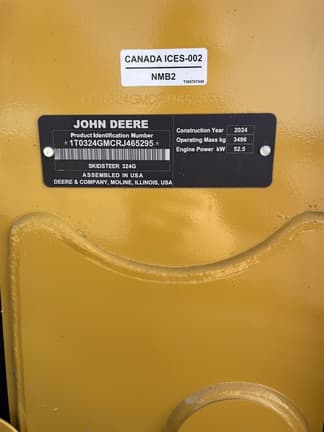 CANADA ICES-002
NMB2
JOHN DEERE
Product Identification Number
*1T0324GMCRJ465295*
SKIDSTEER 324G
ASSEMBLED IN USA
DEERE & COMPANY, MOLINE, ILLINOIS, USA
Construction Year 2024
Operating Mass kg 3496
Engine Power kW 52.5